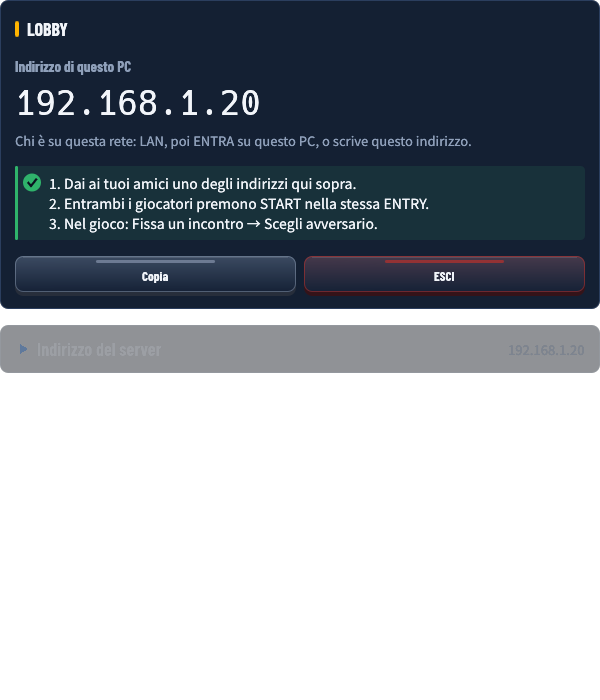 LOBBY
Indirizzo di questo PC
192.168.1.20
Chi è su questa rete: LAN, poi ENTRA su questo PC, o scrive questo indirizzo.
1. Dai ai tuoi amici uno degli indirizzi qui sopra.
2. Entrambi i giocatori premono START nella stessa ENTRY.
3. Nel gioco: Fissa un incontro → Scegli avversario.
Copia
ESCI
Indirizzo del server
192.168.1.20